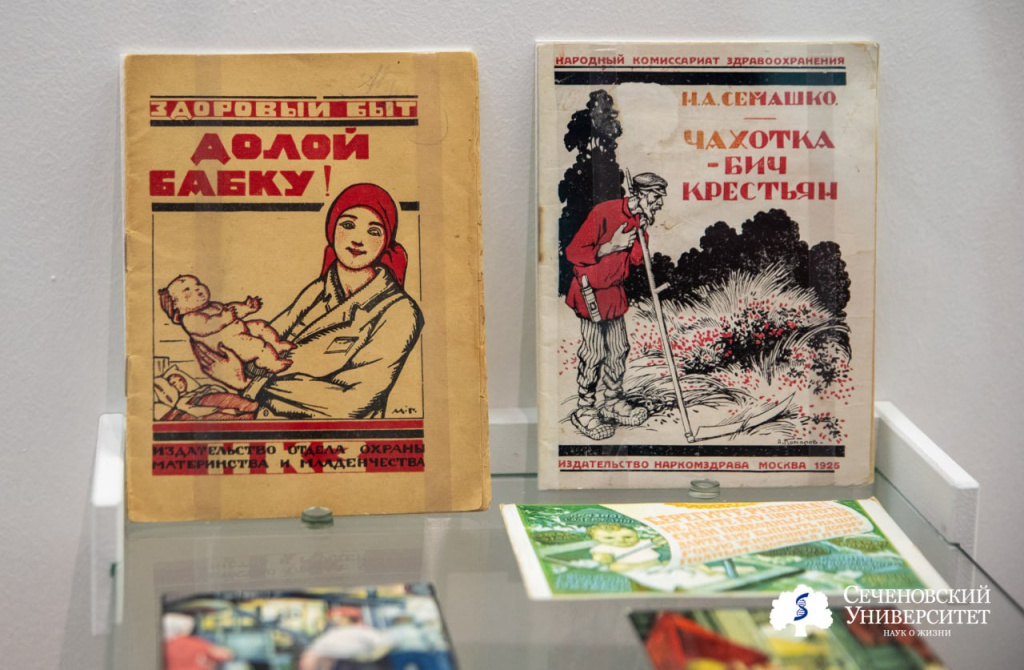 ЗДОРОВЫЙ БЫТ
ДОЛОЙ
БАБКУ!
М.Г.
ИЗДАТЕЛЬСТВО ОТДЕЛА ОХРАНЫ
МАТЕРИНСТВА И МЛАДЕНЧЕСТВА
НАРОДНЫЙ КОМИССАРИАТ ЗДРАВООХРАНЕНИЯ
Н.А. СЕМАШКО.
ЧАХОТКА
-БИЧ
КРЕСТЬЯН
ИЗДАТЕЛЬСТВО НАРКОМЗДРАВА МОСКВА 1925
СЕЧЕНОВСКИЙ
УНИВЕРСИТЕТ
НАУК О ЖИЗНИ